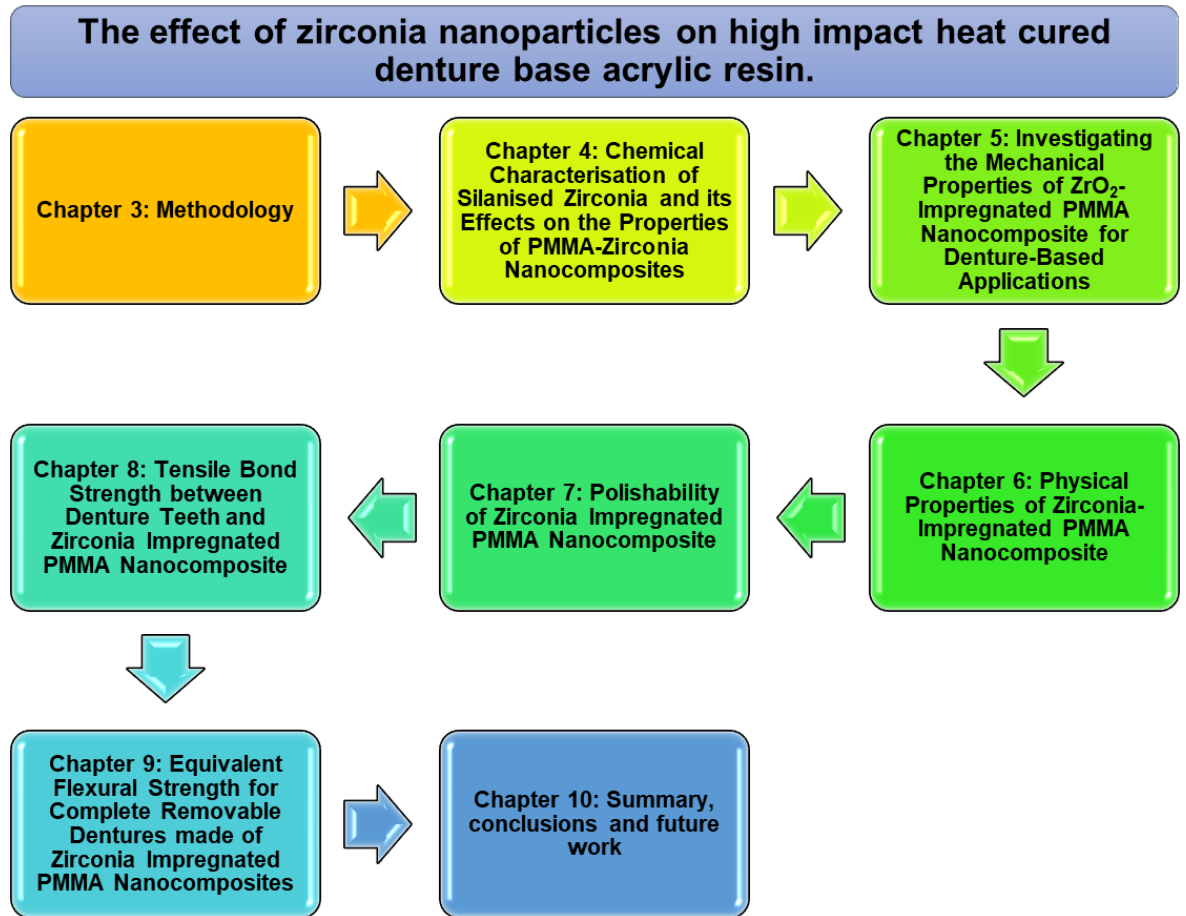 The effect of zirconia nanoparticles on high impact heat cured
denture base acrylic resin.
Chapter 3: Methodology
Chapter 4: Chemical
Characterisation of
Silanised Zirconia and its
Effects on the Properties
of PMMA-Zirconia
Nanocomposites
Chapter 5: Investigating
the Mechanical
Properties of ZrO₂-
Impregnated PMMA
Nanocomposite for
Denture-Based
Applications
Chapter 6: Physical
Properties of Zirconia-
Impregnated PMMA
Nanocomposite
Chapter 7: Polishability
of Zirconia Impregnated
PMMA Nanocomposite
Chapter 8: Tensile Bond
Strength between
Denture Teeth and
Zirconia Impregnated
PMMA Nanocomposite
Chapter 9: Equivalent
Flexural Strength for
Complete Removable
Dentures made of
Zirconia Impregnated
PMMA Nanocomposites
Chapter 10: Summary,
conclusions and future
work